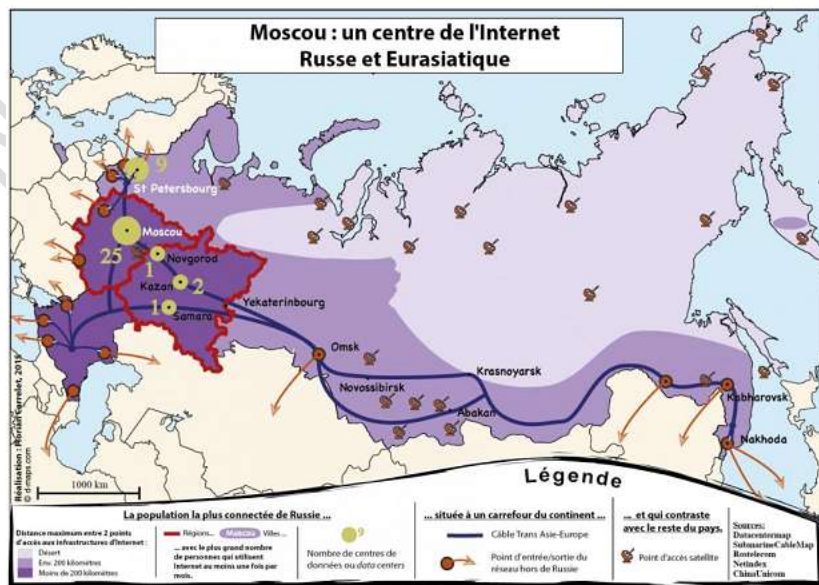 Moscou : un centre de l'Internet
Russe et Eurasiatique
9
St Petersbourg
Moscou
25
Novgorod
1
Kazan
2
1
Samara
Yekaterinbourg
Omsk
Krasnoyarsk
Novossibirsk
Abakan
Kabharovsk
Nakhoda
Réalisation : Florian Carrelet, 2015
© d-maps.com
1000 km
Légende
La population la plus connectée de Russie ...
Distance maximum entre 2 points
d'accès aux infrastructures d'Internet :
Désert
Env. 200 kilomètres
Moins de 200 kilomètres
Régions...
Moscou
Villes ...
... avec le plus grand nombre
de personnes qui utilisent
Internet au moins une fois par
mois.
9
Nombre de centres de
données ou data centers
... située à un carrefour du continent ...
Câble Trans Asie-Europe
Point d'entrée/sortie du
réseau hors de Russie
... et qui contraste
avec le reste du pays.
Point d'accès satellite
Sources:
Datacentermap
SubmarineCableMap
Rostelecom
Netindex
ChinaUnicom